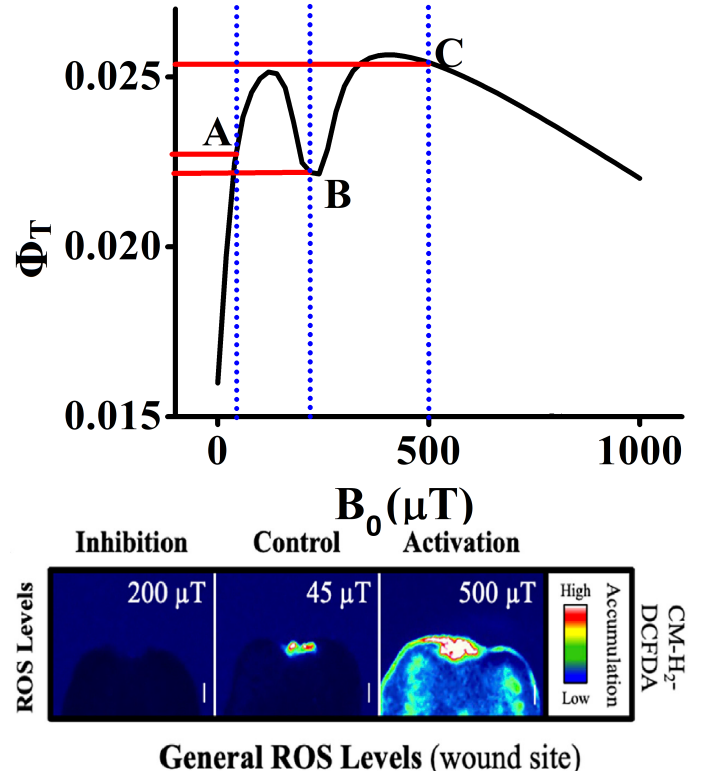 C
0.025
A
B
0.020
Φ_T
0.015
0 500 1000
B₀(μT)
Inhibition Control Activation
ROS Levels
200 μT 45 μT 500 μT
High
Low
Accumulation
CM-H₂-
DCFDA
General ROS Levels (wound site)